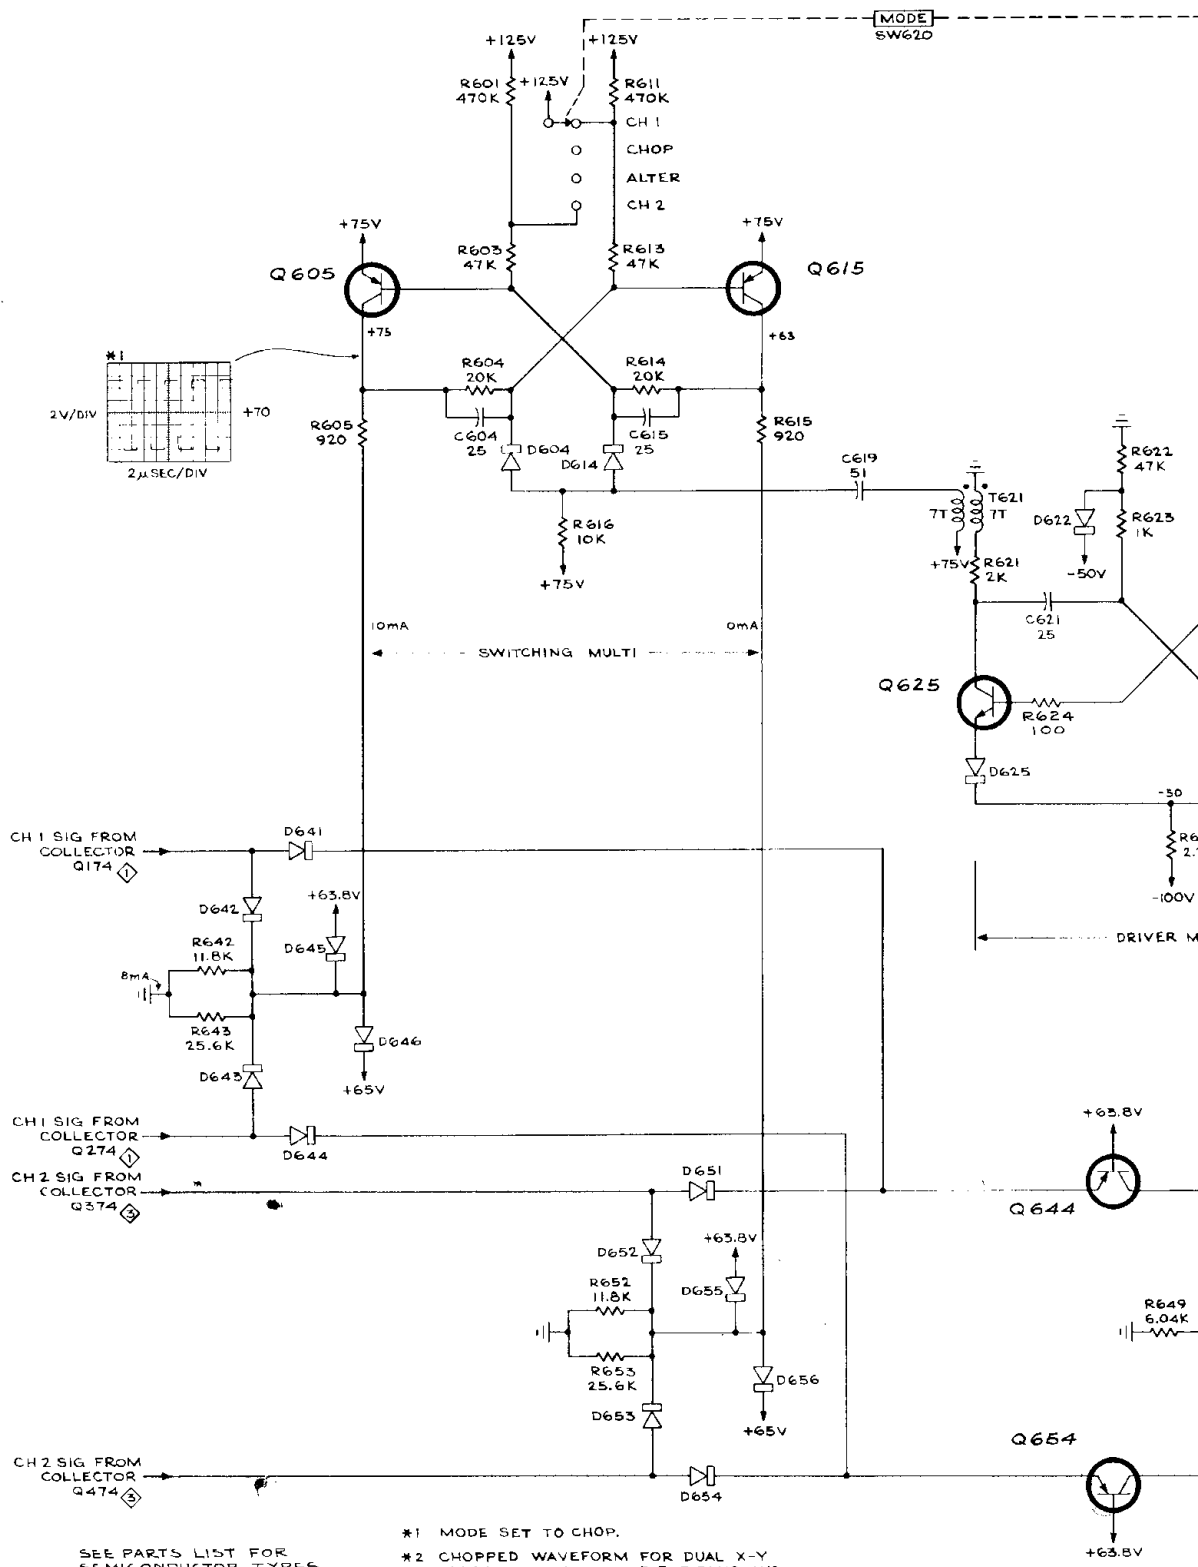 MODE
SW620
+125V
+125V
R601
470K
+125V
R611
470K
CH 1
CHOP
ALTER
CH 2
+75V
+75V
R603
47K
R613
47K
Q605
Q615
+75
+63
*1
2V/DIV
+70
2µSEC/DIV
R604
20K
R614
20K
R605
920
C604
25
D604
D614
C615
25
R615
920
C619
51
R622
47K
T621
7T
7T
D622
R623
1K
R616
10K
+75V
+75V
R621
2K
-50V
C621
25
10mA
0mA
SWITCHING MULTI
Q625
R624
100
D625
-50
R6
2.
-100V
DRIVER M
CH 1 SIG FROM
COLLECTOR
Q174 1
D641
+63.8V
D642
D645
R642
11.8K
8mA
R643
25.6K
D646
D643
+65V
CH 1 SIG FROM
COLLECTOR
Q274 1
D644
+63.8V
CH 2 SIG FROM
COLLECTOR
Q374 3
D651
Q644
D652
+63.8V
R652
11.8K
D655
R649
6.04K
R653
25.6K
D656
D653
+65V
Q654
CH 2 SIG FROM
COLLECTOR
Q474 3
D654
+63.8V
*1 MODE SET TO CHOP.
SEE PARTS LIST FOR
SEMICONDUCTOR TYPES
*2 CHOPPED WAVEFORM FOR DUAL X-Y